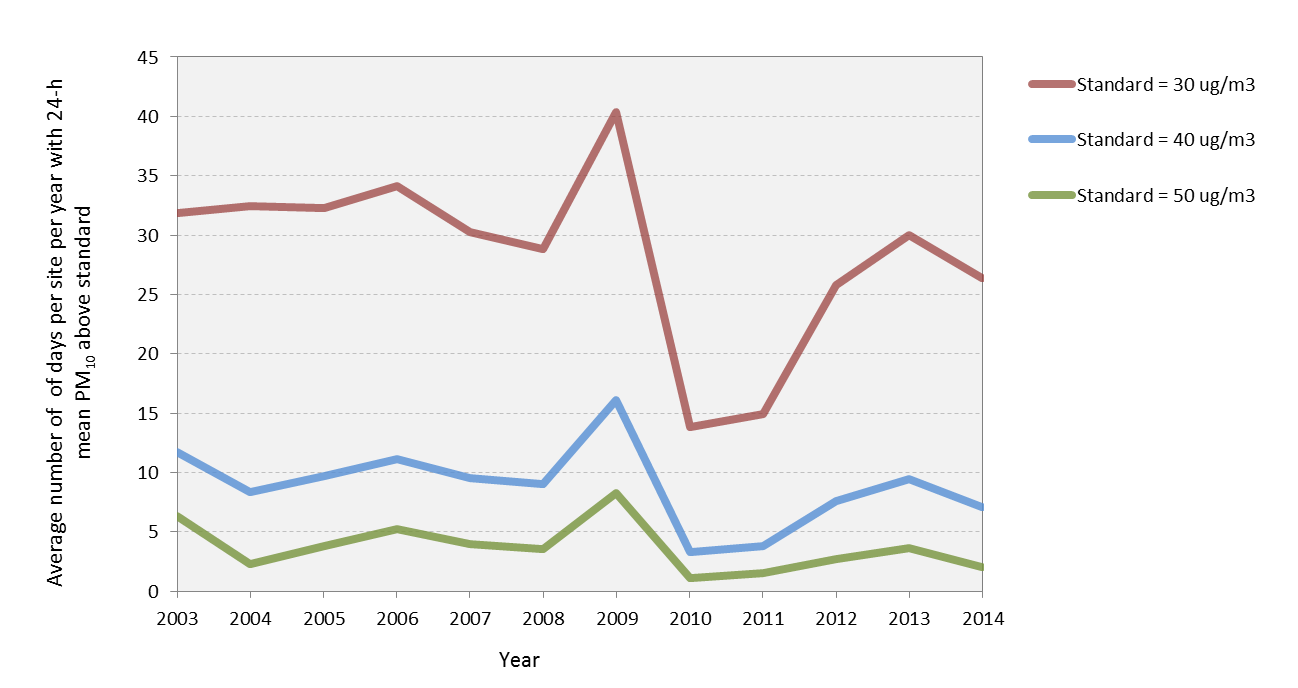 Average number of  of days per site per year with 24-h
mean PM10 above standard
45
40
35
30
25
20
15
10
5
0
2003 2004 2005 2006 2007 2008 2009 2010 2011 2012 2013 2014
Year
Standard = 30 ug/m3
Standard = 40 ug/m3
Standard = 50 ug/m3